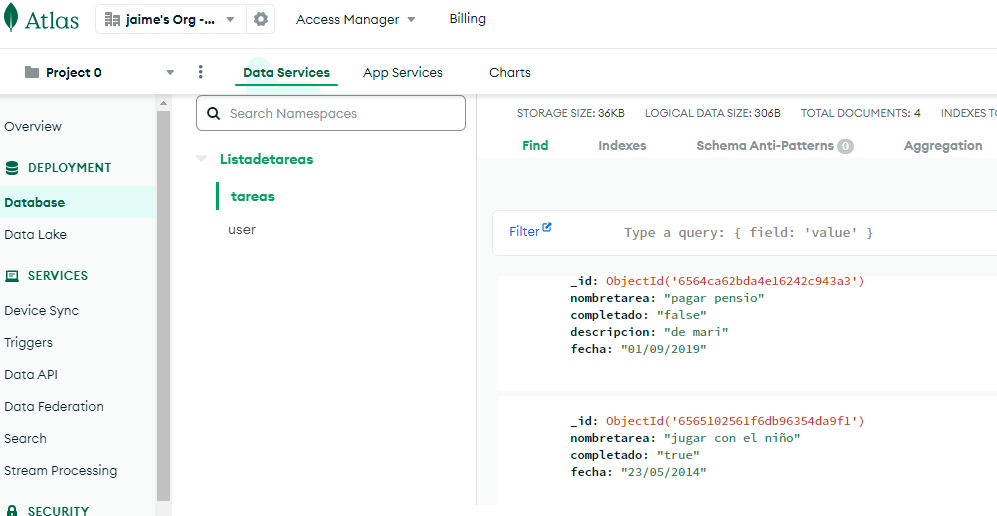 Atlas
jaime's Org -...
Access Manager
Billing
Project 0
Data Services
App Services
Charts
Overview
DEPLOYMENT
Database
Data Lake
SERVICES
Device Sync
Triggers
Data API
Data Federation
Search
Stream Processing
SECURITY
Search Namespaces
Listadetareas
tareas
user
STORAGE SIZE: 36KB LOGICAL DATA SIZE: 306B TOTAL DOCUMENTS: 4 INDEXES TO
Find Indexes Schema Anti-Patterns 0 Aggregation
Filter Type a query: { field: 'value' }
_id: ObjectId('6564ca62bda4e16242c943a3')
nombretarea: "pagar pensio"
completado: "false"
descripcion: "de mari"
fecha: "01/09/2019"
_id: ObjectId('6565102561f6db96354da9f1')
nombretarea: "jugar con el niño"
completado: "true"
fecha: "23/05/2014"